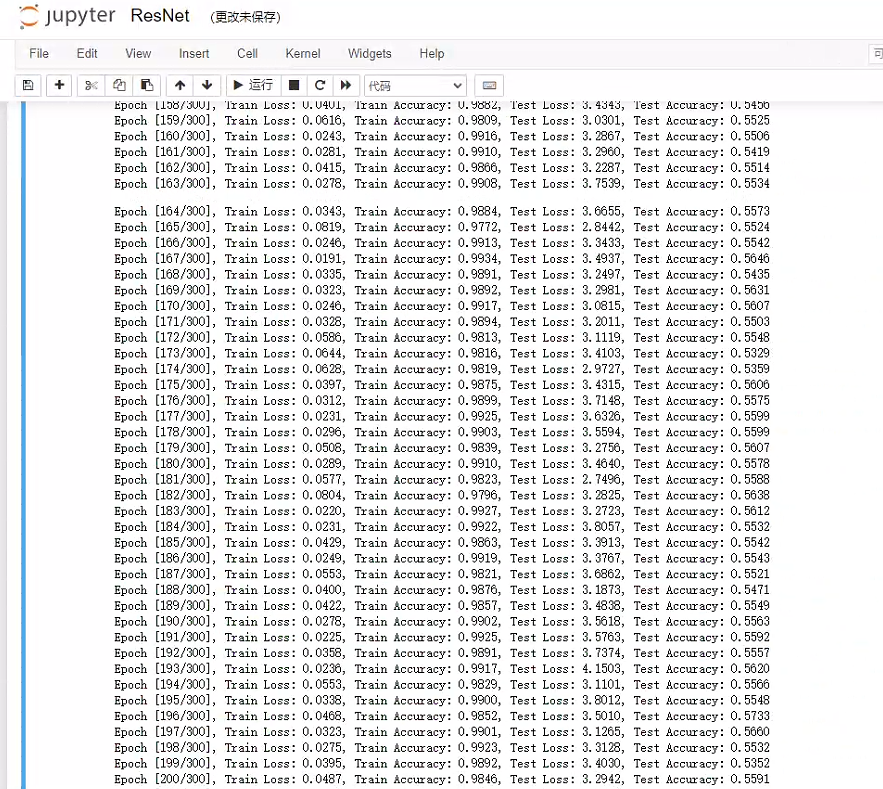 jupyter ResNet (更改未保存)
File Edit View Insert Cell Kernel Widgets Help
运行 代码
Epoch [158/300], Train Loss: 0.0401, Train Accuracy: 0.9882, Test Loss: 3.4343, Test Accuracy: 0.5456
Epoch [159/300], Train Loss: 0.0616, Train Accuracy: 0.9809, Test Loss: 3.0301, Test Accuracy: 0.5525
Epoch [160/300], Train Loss: 0.0243, Train Accuracy: 0.9916, Test Loss: 3.2867, Test Accuracy: 0.5506
Epoch [161/300], Train Loss: 0.0281, Train Accuracy: 0.9910, Test Loss: 3.2960, Test Accuracy: 0.5419
Epoch [162/300], Train Loss: 0.0415, Train Accuracy: 0.9866, Test Loss: 3.2287, Test Accuracy: 0.5514
Epoch [163/300], Train Loss: 0.0278, Train Accuracy: 0.9908, Test Loss: 3.7539, Test Accuracy: 0.5534
Epoch [164/300], Train Loss: 0.0343, Train Accuracy: 0.9884, Test Loss: 3.6655, Test Accuracy: 0.5573
Epoch [165/300], Train Loss: 0.0819, Train Accuracy: 0.9772, Test Loss: 2.8442, Test Accuracy: 0.5524
Epoch [166/300], Train Loss: 0.0246, Train Accuracy: 0.9913, Test Loss: 3.3433, Test Accuracy: 0.5542
Epoch [167/300], Train Loss: 0.0191, Train Accuracy: 0.9934, Test Loss: 3.4937, Test Accuracy: 0.5646
Epoch [168/300], Train Loss: 0.0335, Train Accuracy: 0.9891, Test Loss: 3.2497, Test Accuracy: 0.5435
Epoch [169/300], Train Loss: 0.0323, Train Accuracy: 0.9892, Test Loss: 3.2981, Test Accuracy: 0.5631
Epoch [170/300], Train Loss: 0.0246, Train Accuracy: 0.9917, Test Loss: 3.0815, Test Accuracy: 0.5607
Epoch [171/300], Train Loss: 0.0328, Train Accuracy: 0.9894, Test Loss: 3.2011, Test Accuracy: 0.5503
Epoch [172/300], Train Loss: 0.0586, Train Accuracy: 0.9813, Test Loss: 3.1119, Test Accuracy: 0.5548
Epoch [173/300], Train Loss: 0.0644, Train Accuracy: 0.9816, Test Loss: 3.4103, Test Accuracy: 0.5329
Epoch [174/300], Train Loss: 0.0628, Train Accuracy: 0.9819, Test Loss: 2.9727, Test Accuracy: 0.5359
Epoch [175/300], Train Loss: 0.0397, Train Accuracy: 0.9875, Test Loss: 3.4315, Test Accuracy: 0.5606
Epoch [176/300], Train Loss: 0.0312, Train Accuracy: 0.9899, Test Loss: 3.7148, Test Accuracy: 0.5575
Epoch [177/300], Train Loss: 0.0231, Train Accuracy: 0.9925, Test Loss: 3.6326, Test Accuracy: 0.5599
Epoch [178/300], Train Loss: 0.0296, Train Accuracy: 0.9903, Test Loss: 3.5594, Test Accuracy: 0.5599
Epoch [179/300], Train Loss: 0.0508, Train Accuracy: 0.9839, Test Loss: 3.2756, Test Accuracy: 0.5607
Epoch [180/300], Train Loss: 0.0289, Train Accuracy: 0.9910, Test Loss: 3.4640, Test Accuracy: 0.5578
Epoch [181/300], Train Loss: 0.0577, Train Accuracy: 0.9823, Test Loss: 2.7496, Test Accuracy: 0.5588
Epoch [182/300], Train Loss: 0.0804, Train Accuracy: 0.9796, Test Loss: 3.2825, Test Accuracy: 0.5638
Epoch [183/300], Train Loss: 0.0220, Train Accuracy: 0.9927, Test Loss: 3.2723, Test Accuracy: 0.5612
Epoch [184/300], Train Loss: 0.0231, Train Accuracy: 0.9922, Test Loss: 3.8057, Test Accuracy: 0.5532
Epoch [185/300], Train Loss: 0.0429, Train Accuracy: 0.9863, Test Loss: 3.3913, Test Accuracy: 0.5542
Epoch [186/300], Train Loss: 0.0249, Train Accuracy: 0.9919, Test Loss: 3.3767, Test Accuracy: 0.5543
Epoch [187/300], Train Loss: 0.0553, Train Accuracy: 0.9821, Test Loss: 3.6862, Test Accuracy: 0.5521
Epoch [188/300], Train Loss: 0.0400, Train Accuracy: 0.9876, Test Loss: 3.1873, Test Accuracy: 0.5471
Epoch [189/300], Train Loss: 0.0422, Train Accuracy: 0.9857, Test Loss: 3.4838, Test Accuracy: 0.5549
Epoch [190/300], Train Loss: 0.0278, Train Accuracy: 0.9902, Test Loss: 3.5618, Test Accuracy: 0.5563
Epoch [191/300], Train Loss: 0.0225, Train Accuracy: 0.9925, Test Loss: 3.5763, Test Accuracy: 0.5592
Epoch [192/300], Train Loss: 0.0358, Train Accuracy: 0.9891, Test Loss: 3.7374, Test Accuracy: 0.5557
Epoch [193/300], Train Loss: 0.0236, Train Accuracy: 0.9917, Test Loss: 4.1503, Test Accuracy: 0.5620
Epoch [194/300], Train Loss: 0.0553, Train Accuracy: 0.9829, Test Loss: 3.1101, Test Accuracy: 0.5566
Epoch [195/300], Train Loss: 0.0338, Train Accuracy: 0.9900, Test Loss: 3.8012, Test Accuracy: 0.5548
Epoch [196/300], Train Loss: 0.0468, Train Accuracy: 0.9852, Test Loss: 3.5010, Test Accuracy: 0.5733
Epoch [197/300], Train Loss: 0.0323, Train Accuracy: 0.9901, Test Loss: 3.1265, Test Accuracy: 0.5660
Epoch [198/300], Train Loss: 0.0275, Train Accuracy: 0.9923, Test Loss: 3.3128, Test Accuracy: 0.5532
Epoch [199/300], Train Loss: 0.0395, Train Accuracy: 0.9892, Test Loss: 3.4030, Test Accuracy: 0.5352
Epoch [200/300], Train Loss: 0.0487, Train Accuracy: 0.9846, Test Loss: 3.2942, Test Accuracy: 0.5591